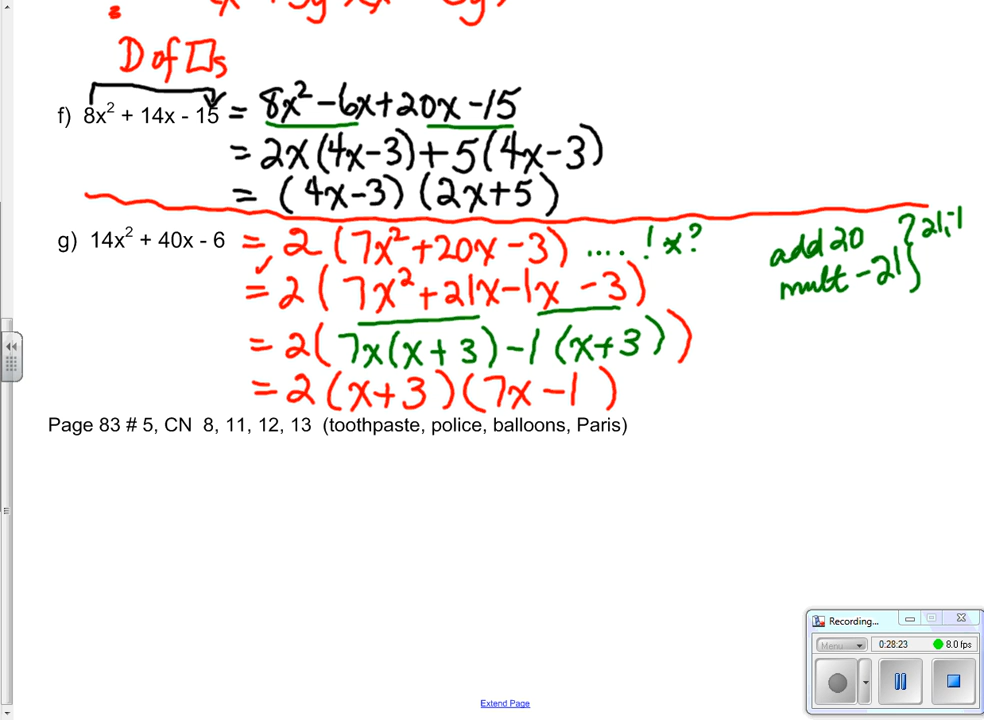 D of □s
f) 8x² + 14x - 15 = 8x² - 6x + 20x - 15
= 2x(4x-3) + 5(4x-3)
= (4x-3) (2x+5)
g) 14x² + 40x - 6 = 2 (7x² + 20x - 3) .... ! x?
add 20
mult -21 } 21, -1
= 2 ( 7x² + 21x - 1x - 3 )
= 2( 7x(x+3) - 1 (x+3) )
= 2 (x+3) (7x - 1)
Page 83 # 5, CN 8, 11, 12, 13 (toothpaste, police, balloons, Paris)
Recording...
Menu
0:28:23
8.0 fps
Extend Page